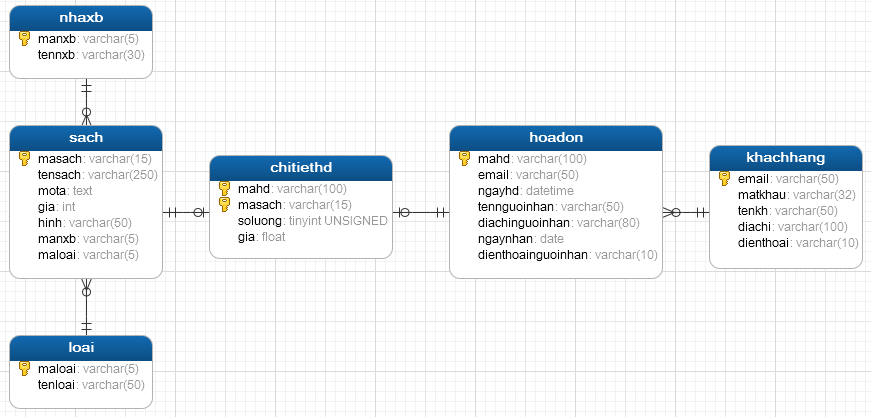 nhaxb
manxb: varchar(5)
tennxb: varchar(30)
sach
masach: varchar(15)
tensach: varchar(250)
mota: text
gia: int
hinh: varchar(50)
manxb: varchar(5)
maloai: varchar(5)
loai
maloai: varchar(5)
tenloai: varchar(50)
chitiethd
mahd: varchar(100)
masach: varchar(15)
soluong: tinyint UNSIGNED
gia: float
hoadon
mahd: varchar(100)
email: varchar(50)
ngayhd: datetime
tennguoinhan: varchar(50)
diachinguoinhan: varchar(80)
ngaynhan: date
dienthoainguoinhan: varchar(10)
khachhang
email: varchar(50)
matkhau: varchar(32)
tenkh: varchar(50)
diachi: varchar(100)
dienthoai: varchar(10)